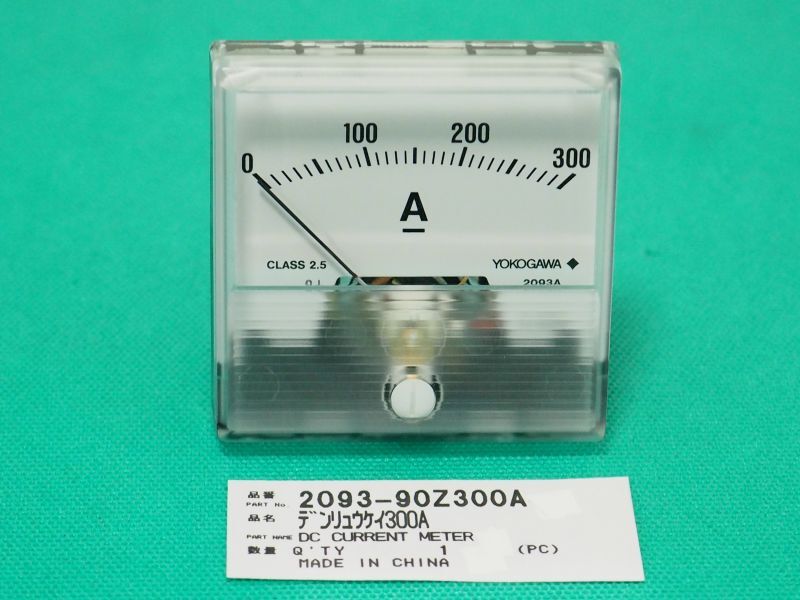 0 100 200 300
A
CLASS 2.5 YOKOGAWA
2093A
品番 PART No. 2093-90Z300A
品名 デンリュウケイ300A
PART NAME DC CURRENT METER
数量 Q'TY 1 (PC)
MADE IN CHINA